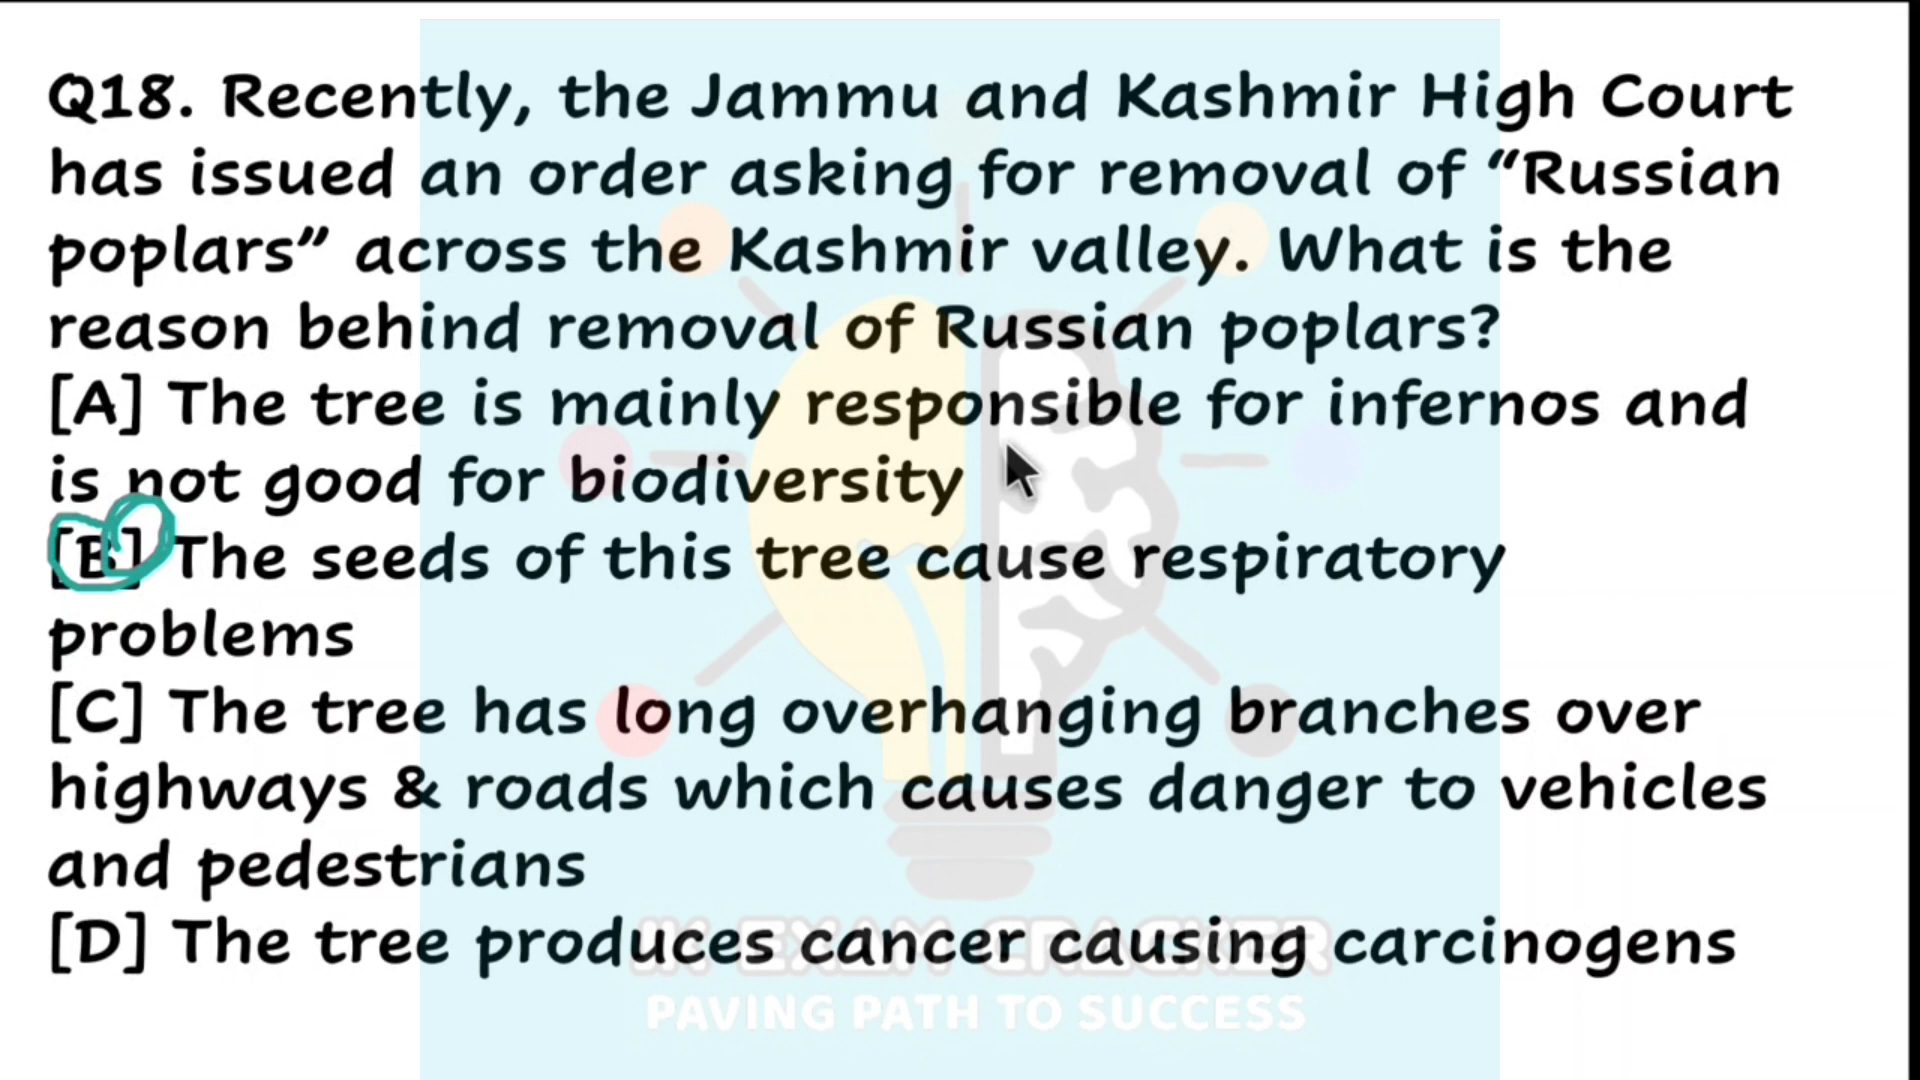 Q18. Recently, the Jammu and Kashmir High Court
has issued an order asking for removal of “Russian
poplars” across the Kashmir valley. What is the
reason behind removal of Russian poplars?
[A] The tree is mainly responsible for infernos and
is not good for biodiversity
[B] The seeds of this tree cause respiratory
problems
[C] The tree has long overhanging branches over
highways & roads which causes danger to vehicles
and pedestrians
[D] The tree produces cancer causing carcinogens
JK EXAM CRACKER
PAVING PATH TO SUCCESS